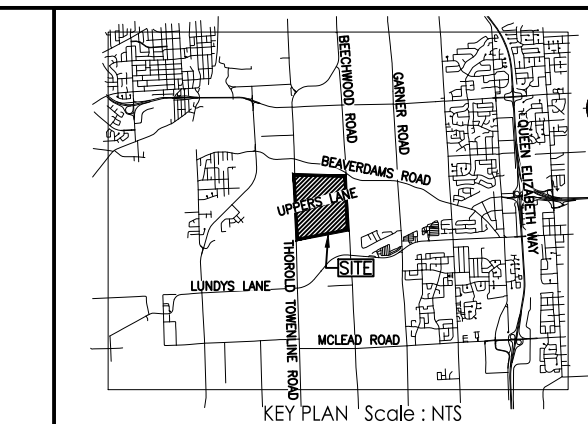 BEECHWOOD ROAD
GARNER ROAD
QUEEN ELIZABETH WAY
BEAVERDAMS ROAD
UPPERS LANE
SITE
THOROLD TOWENLINE ROAD
LUNDYS LANE
MCLEAD ROAD
KEY PLAN Scale : NTS